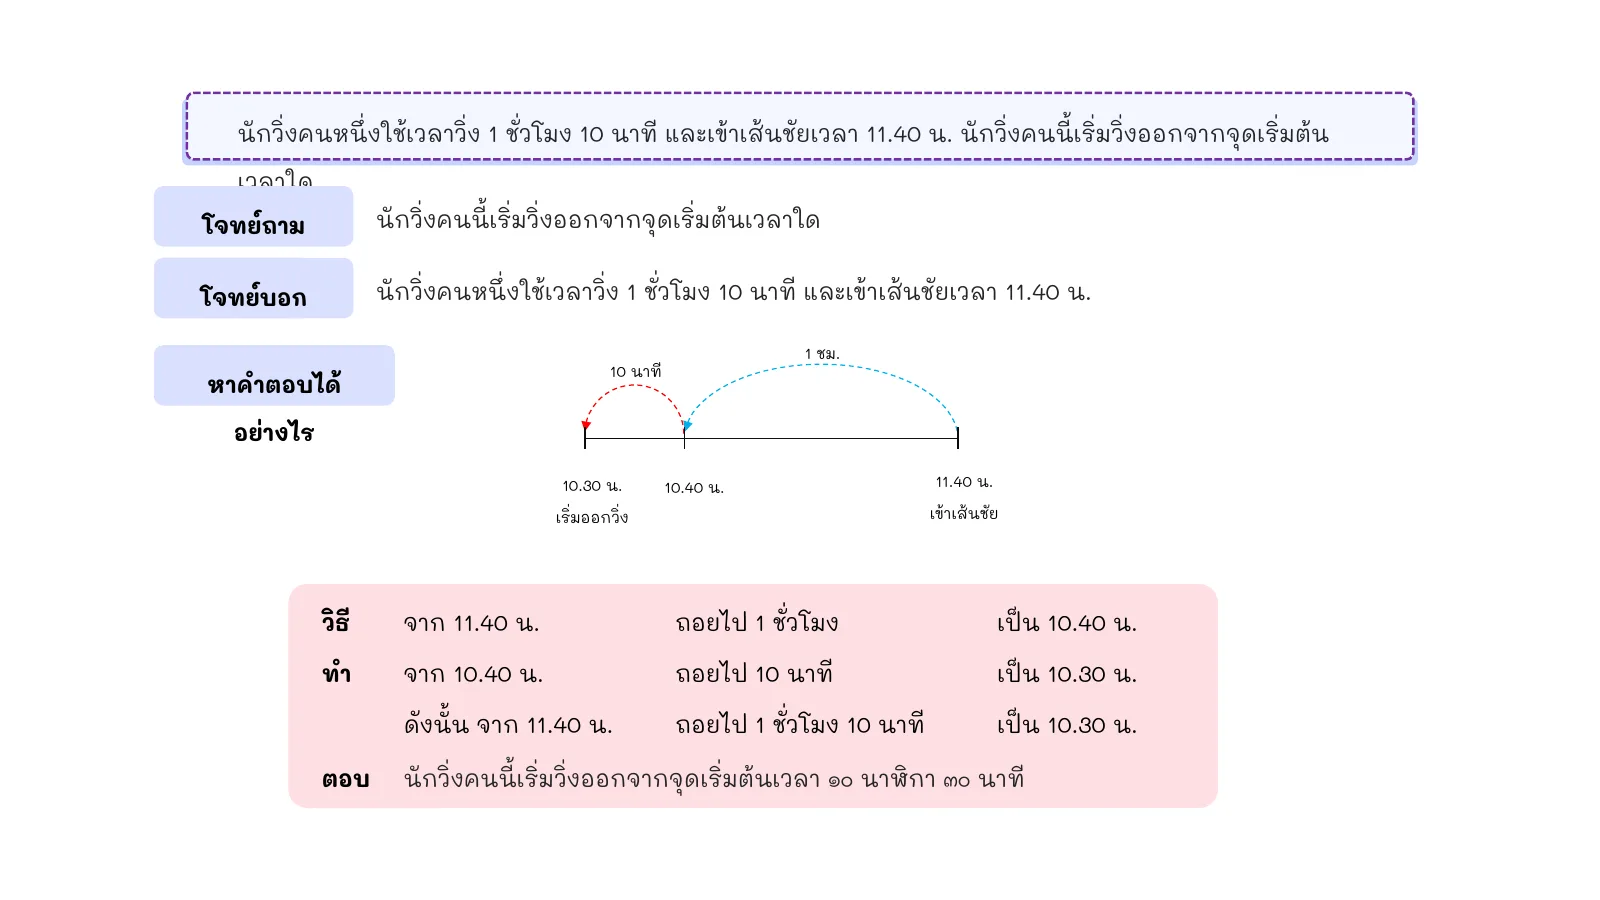 นักวิ่งคนหนึ่งใช้เวลาวิ่ง 1 ชั่วโมง 10 นาที และเข้าเส้นชัยเวลา 11.40 น. นักวิ่งคนนี้เริ่มวิ่งออกจากจุดเริ่มต้น
เวลาใด
โจทย์ถาม
นักวิ่งคนนี้เริ่มวิ่งออกจากจุดเริ่มต้นเวลาใด
โจทย์บอก
นักวิ่งคนหนึ่งใช้เวลาวิ่ง 1 ชั่วโมง 10 นาที และเข้าเส้นชัยเวลา 11.40 น.
หาคำตอบได้
อย่างไร
1 ชม.
10 นาที
10.30 น.
10.40 น.
11.40 น.
เริ่มออกวิ่ง
เข้าเส้นชัย
วิธี จาก 11.40 น. ถอยไป 1 ชั่วโมง เป็น 10.40 น.
ทำ จาก 10.40 น. ถอยไป 10 นาที เป็น 10.30 น.
ดังนั้น จาก 11.40 น. ถอยไป 1 ชั่วโมง 10 นาที เป็น 10.30 น.
ตอบ นักวิ่งคนนี้เริ่มวิ่งออกจากจุดเริ่มต้นเวลา ๑๐ นาฬิกา ๓๐ นาที